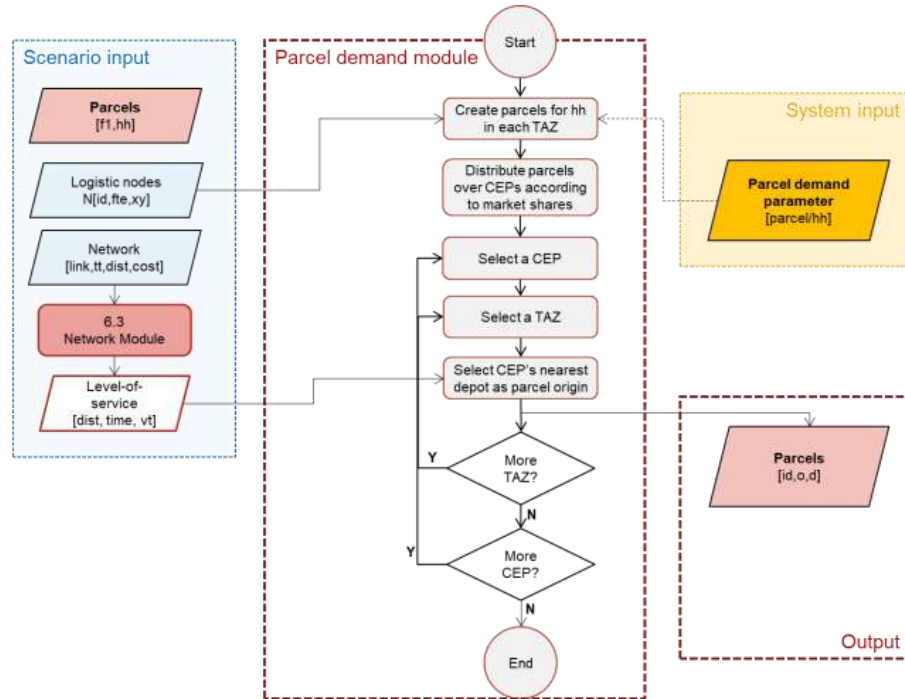 Scenario input
Parcels
[f1,hh]
Logistic nodes
N[id,fte,xy]
Network
[link,tt,dist,cost]
6.3
Network Module
Level-of-
service
[dist, time, vt]
Parcel demand module
Start
Create parcels for hh
in each TAZ
Distribute parcels
over CEPs according
to market shares
Select a CEP
Select a TAZ
Select CEP's nearest
depot as parcel origin
More
TAZ?
Y
N
More
CEP?
Y
N
End
System input
Parcel demand
parameter
[parcel/hh]
Parcels
[id,o,d]
Output